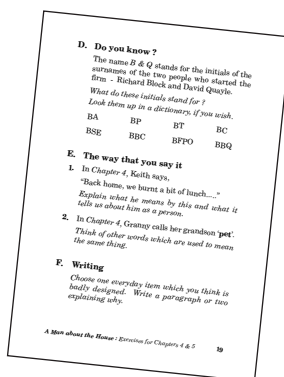 D. Do you know ?
The name B & Q stands for the initials of the
surnames of the two people who started the
firm - Richard Block and David Quayle.
What do these initials stand for ?
Look them up in a dictionary, if you wish.
BA BP BT BC
BSE BBC BFPO BBQ
E. The way that you say it
1. In Chapter 4, Keith says,
"Back home, we burnt a bit of lunch....."
Explain what he means by this and what it
tells us about him as a person.
2. In Chapter 4, Granny calls her grandson 'pet'.
Think of other words which are used to mean
the same thing.
F. Writing
Choose one everyday item which you think is
badly designed. Write a paragraph or two
explaining why.
A Man about the House : Exercises for Chapters 4 & 5 19